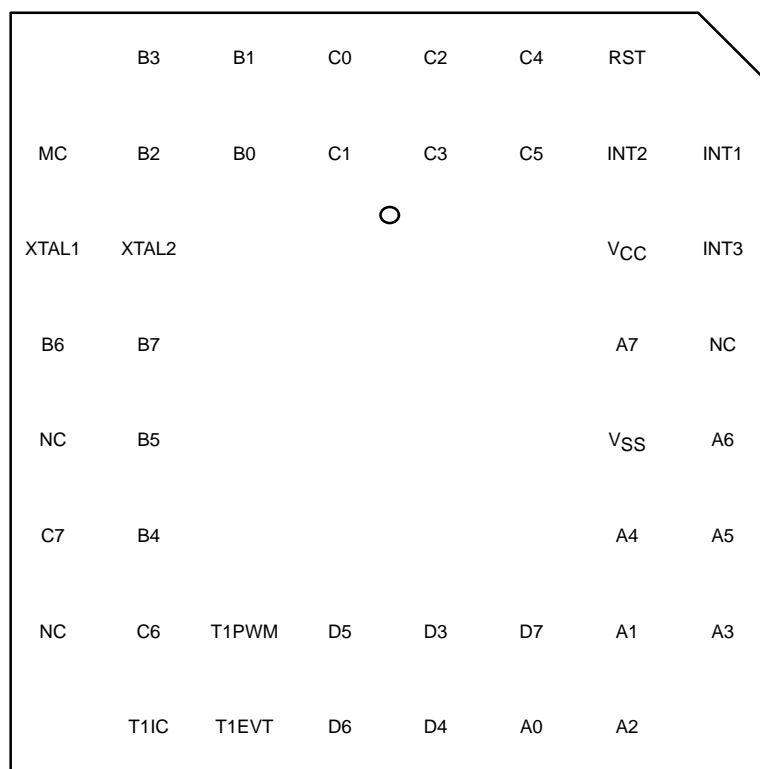 B3 B1 C0 C2 C4 RST
MC B2 B0 C1 C3 C5 INT2 INT1
XTAL1 XTAL2 VCC INT3
B6 B7 A7 NC
NC B5 VSS A6
C7 B4 A4 A5
NC C6 T1PWM D5 D3 D7 A1 A3
T1IC T1EVT D6 D4 A0 A2